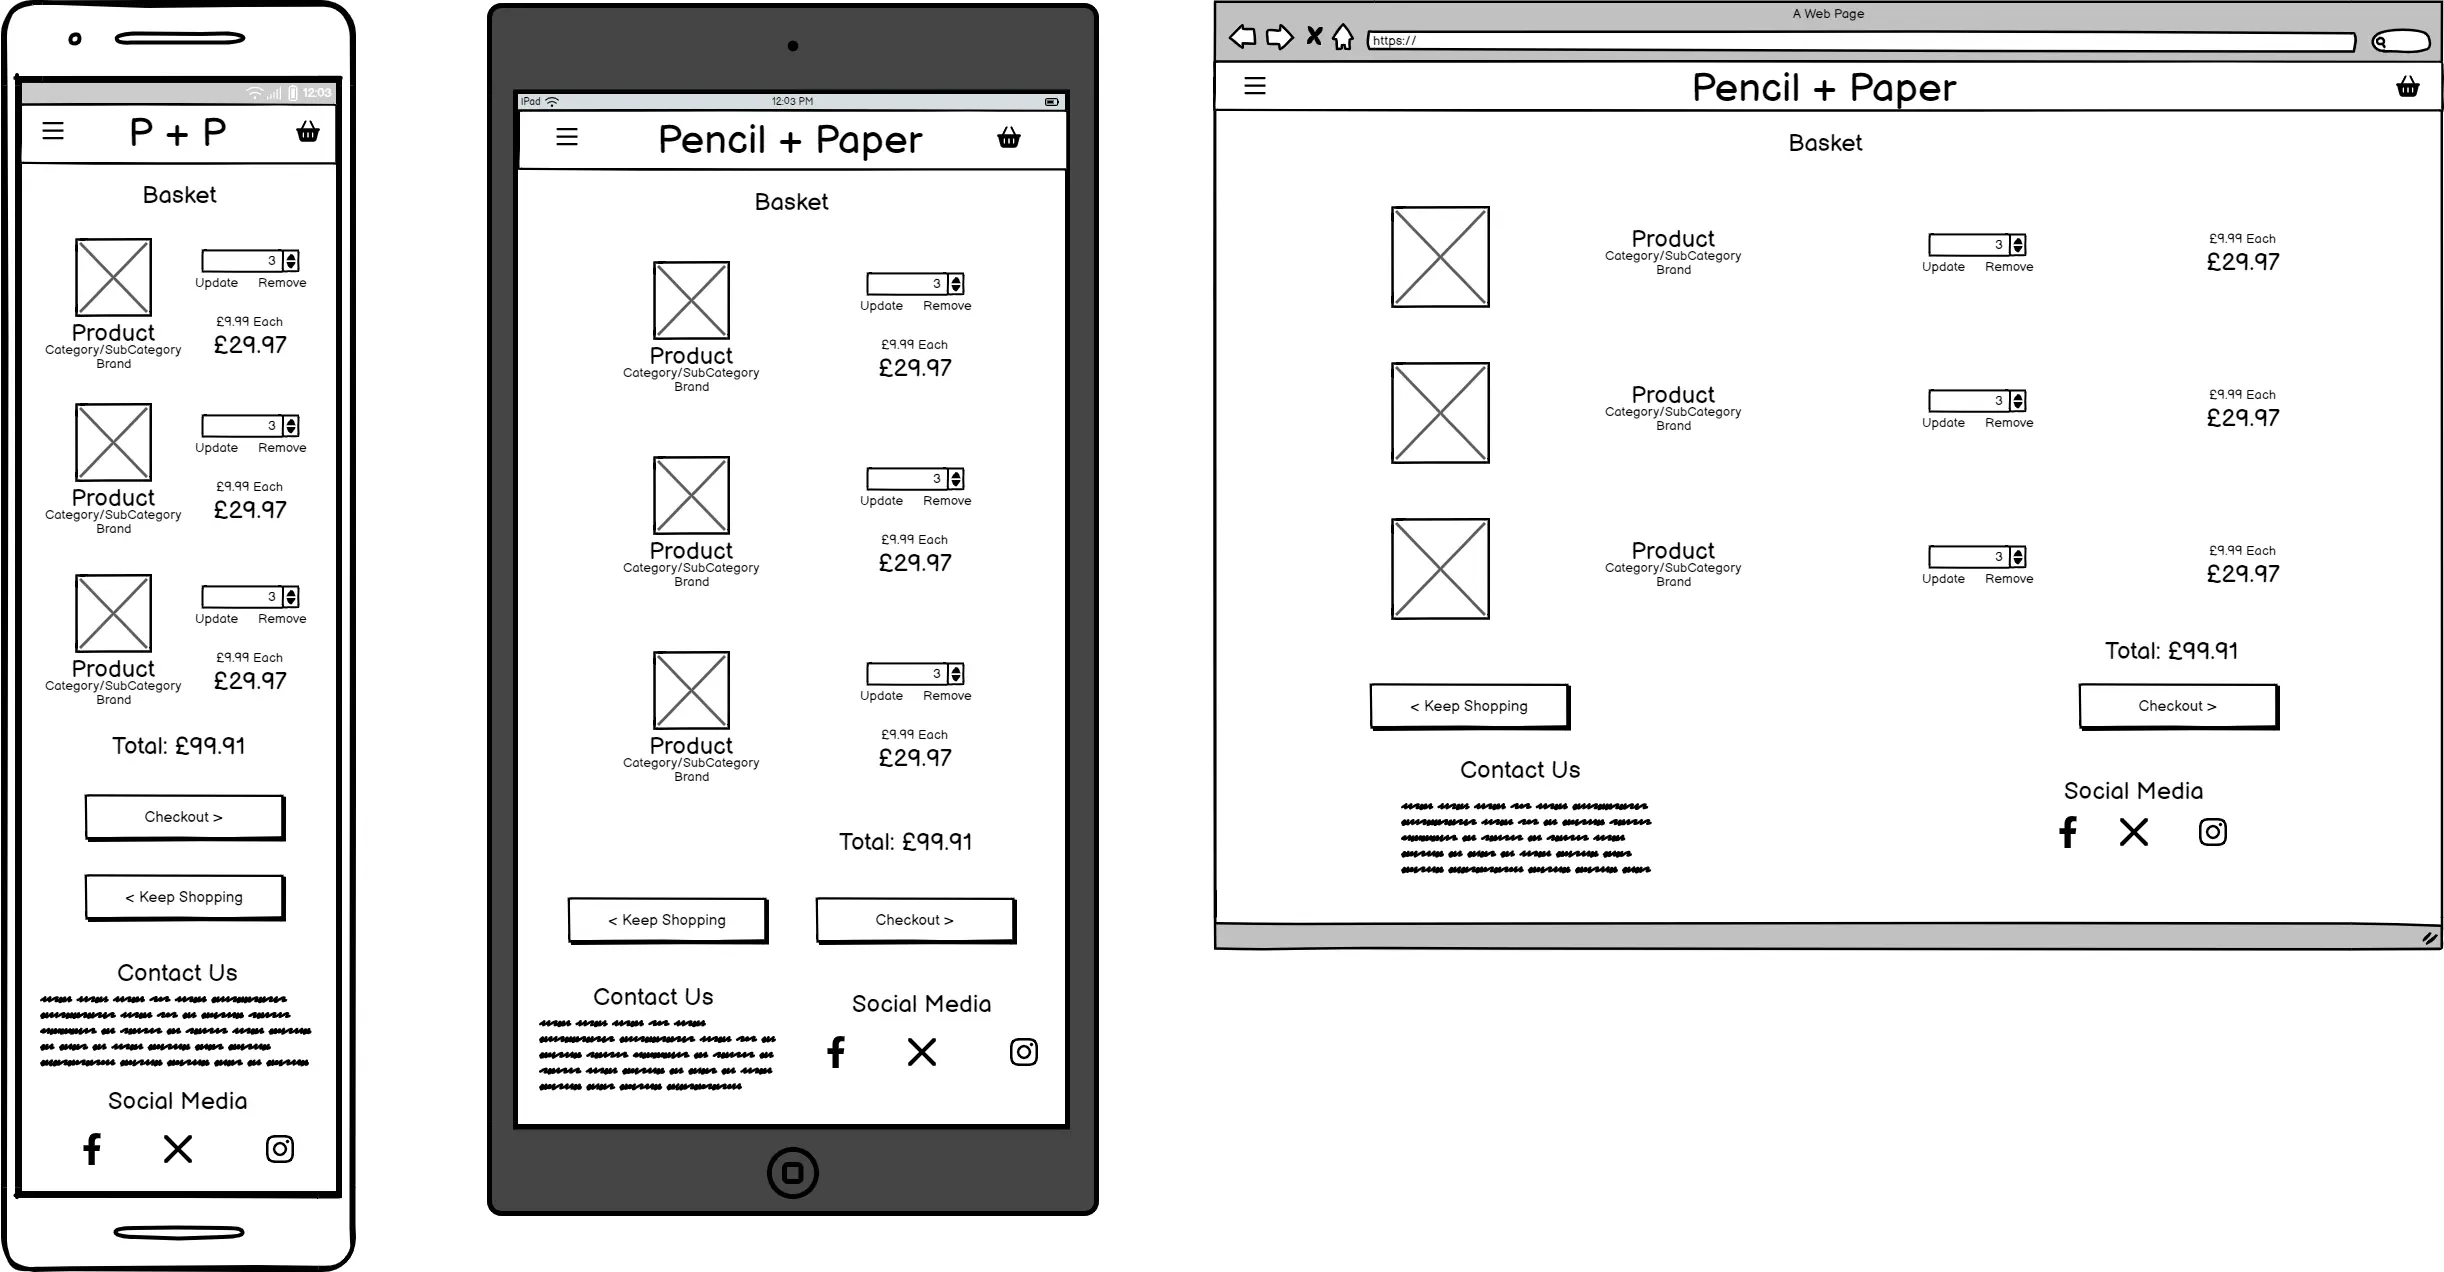 12:03
P + P
Basket
3
Update Remove
£9.99 Each
£29.97
Product
Category/SubCategory
Brand
3
Update Remove
£9.99 Each
£29.97
Product
Category/SubCategory
Brand
3
Update Remove
£9.99 Each
£29.97
Product
Category/SubCategory
Brand
Total: £99.91
Checkout >
< Keep Shopping
Contact Us
Social Media
iPad 12:03 PM
Pencil + Paper
Basket
3
Update Remove
£9.99 Each
£29.97
Product
Category/SubCategory
Brand
3
Update Remove
£9.99 Each
£29.97
Product
Category/SubCategory
Brand
3
Update Remove
£9.99 Each
£29.97
Product
Category/SubCategory
Brand
Total: £99.91
< Keep Shopping Checkout >
Contact Us
Social Media
A Web Page
https://
Pencil + Paper
Basket
Product
Category/SubCategory
Brand
3
Update Remove
£9.99 Each
£29.97
Product
Category/SubCategory
Brand
3
Update Remove
£9.99 Each
£29.97
Product
Category/SubCategory
Brand
3
Update Remove
£9.99 Each
£29.97
Total: £99.91
< Keep Shopping Checkout >
Contact Us
Social Media